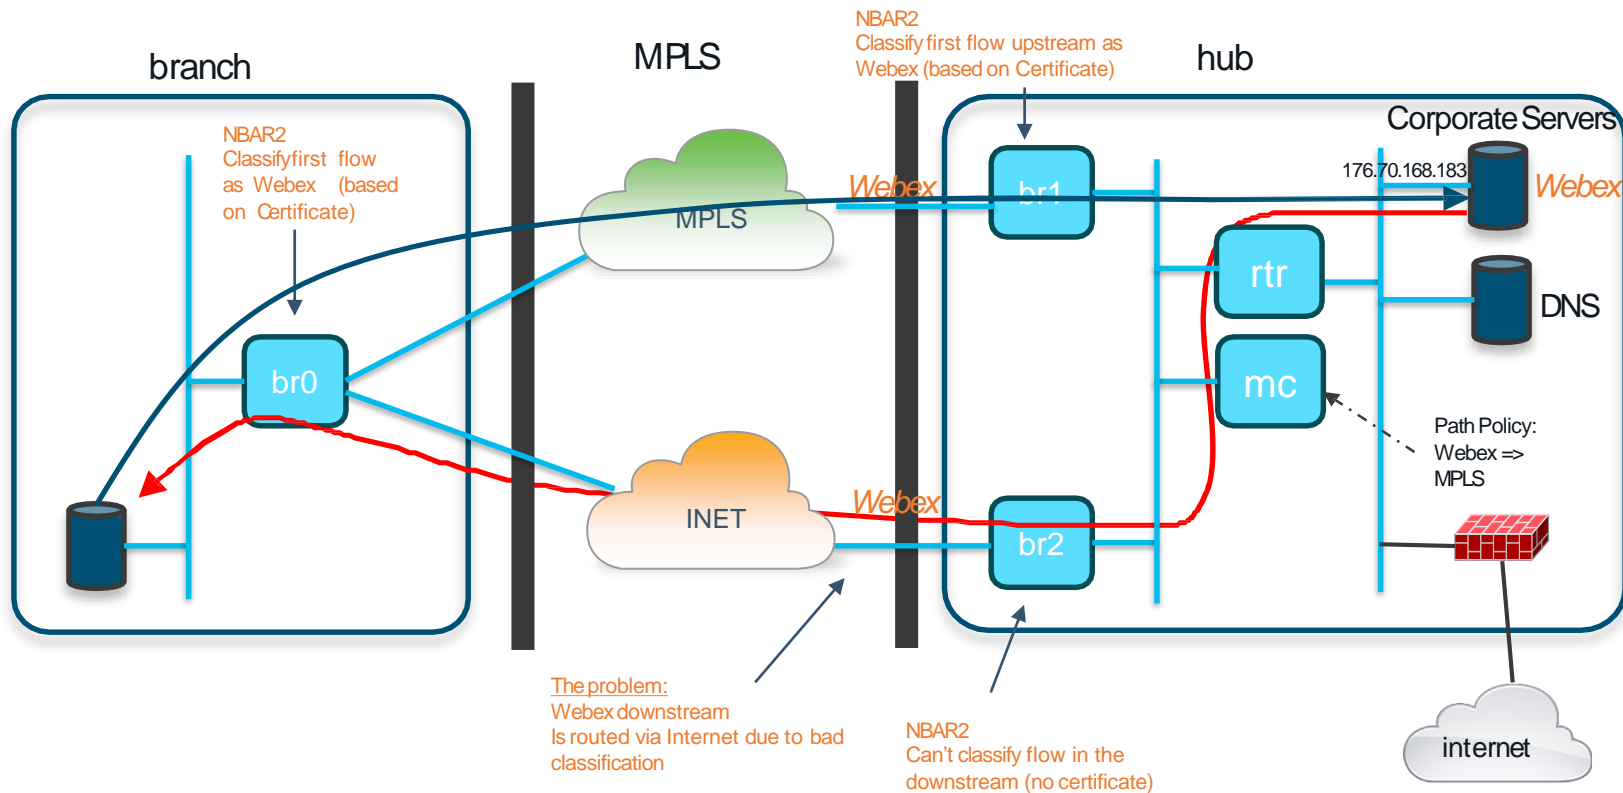 NBAR2
Classify first flow upstream as
Webex (based on Certificate)
branch
MPLS
hub
NBAR2
Classify first flow
as Webex (based
on Certificate)
Corporate Servers
176.70.168.183
Webex
Webex
br1
MPLS
rtr
DNS
br0
mc
Path Policy:
Webex =>
MPLS
Webex
INET
br2
The problem:
Webex downstream
Is routed via Internet due to bad
classification
NBAR2
Can't classify flow in the
downstream (no certificate)
internet